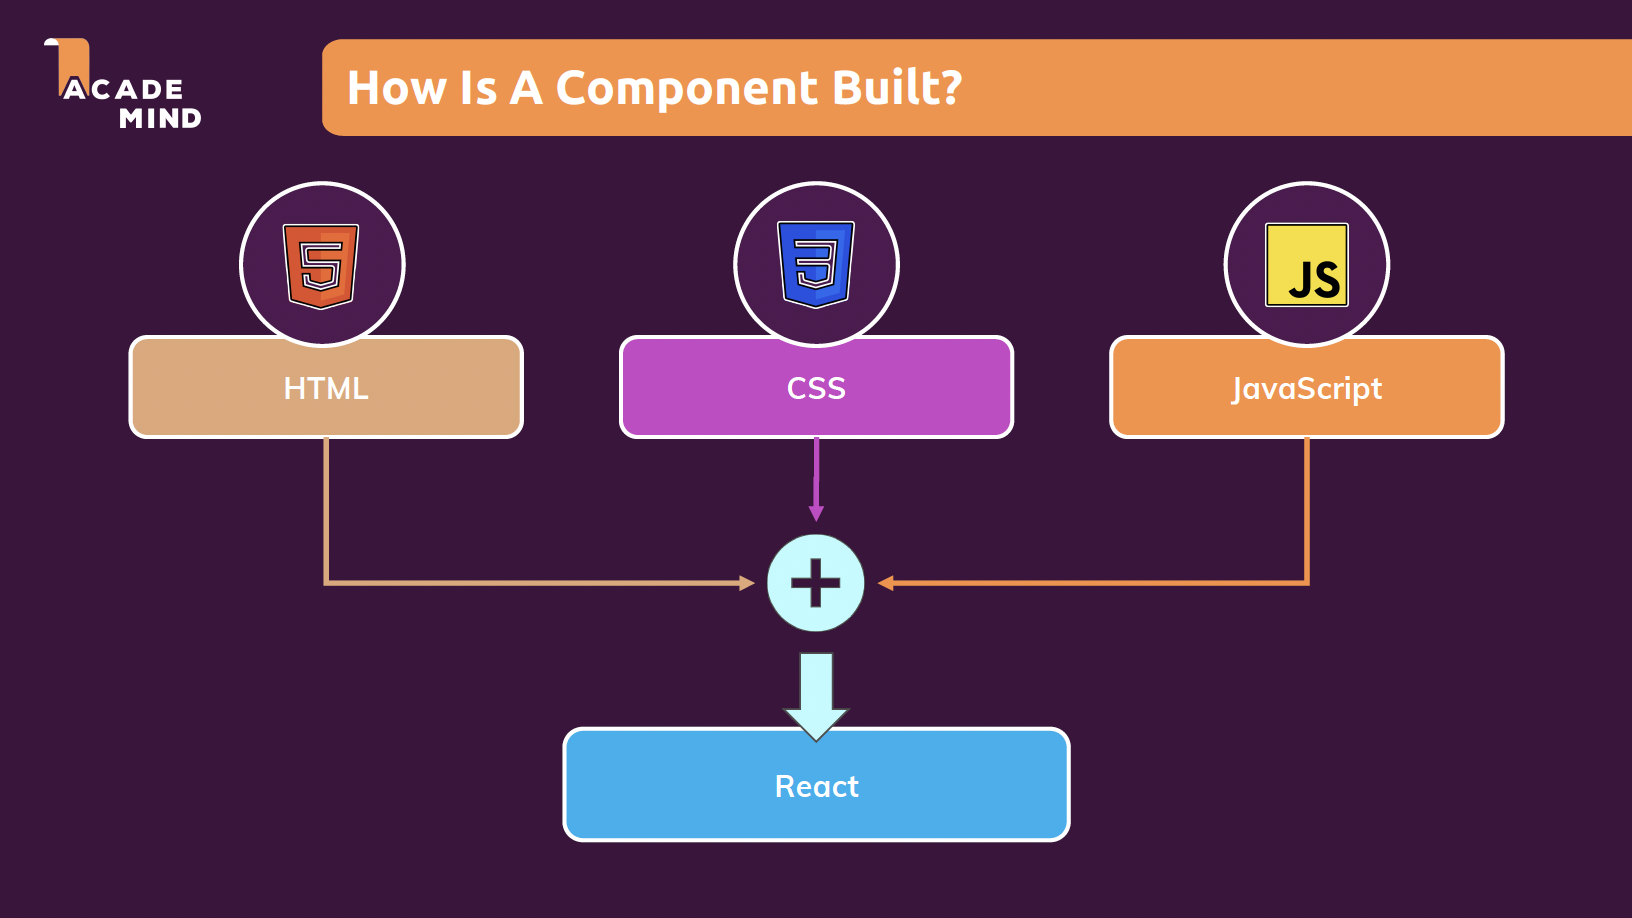 ACADE
MIND
How Is A Component Built?
JS
HTML
CSS
JavaScript
React